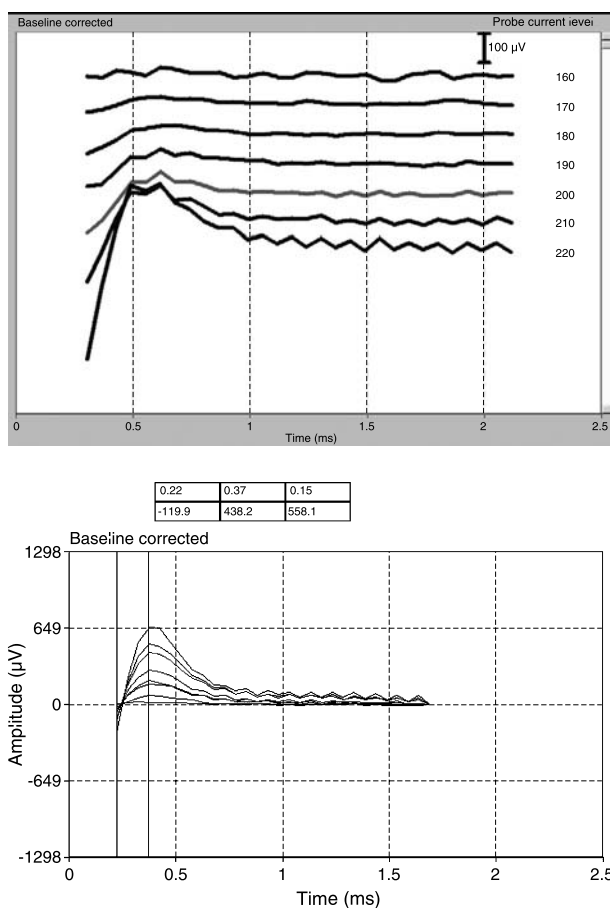 Baseline corrected Probe current level
100 µV
160
170
180
190
200
210
220
0 0.5 1 1.5 2 2.5
Time (ms)
0.22 0.37 0.15
-119.9 438.2 558.1
Baseline corrected
1298
649
0
-649
-1298
Amplitude (µV)
0 0.5 1 1.5 2 2.5
Time (ms)